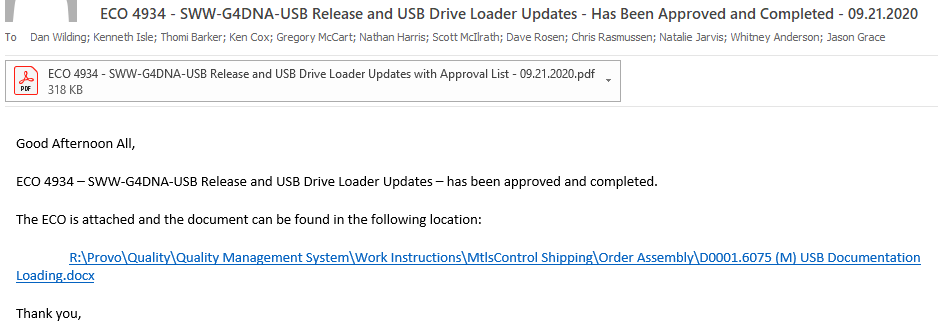 ECO 4934 - SWW-G4DNA-USB Release and USB Drive Loader Updates - Has Been Approved and Completed - 09.21.2020
To Dan Wilding; Kenneth Isle; Thomi Barker; Ken Cox; Gregory McCart; Nathan Harris; Scott McIlrath; Dave Rosen; Chris Rasmussen; Natalie Jarvis; Whitney Anderson; Jason Grace
PDF
ECO 4934 - SWW-G4DNA-USB Release and USB Drive Loader Updates with Approval List - 09.21.2020.pdf
318 KB
Good Afternoon All,
ECO 4934 – SWW-G4DNA-USB Release and USB Drive Loader Updates – has been approved and completed.
The ECO is attached and the document can be found in the following location:
R:\Provo\Quality\Quality Management System\Work Instructions\MtlsControl Shipping\Order Assembly\D0001.6075 (M) USB Documentation
Loading.docx
Thank you,